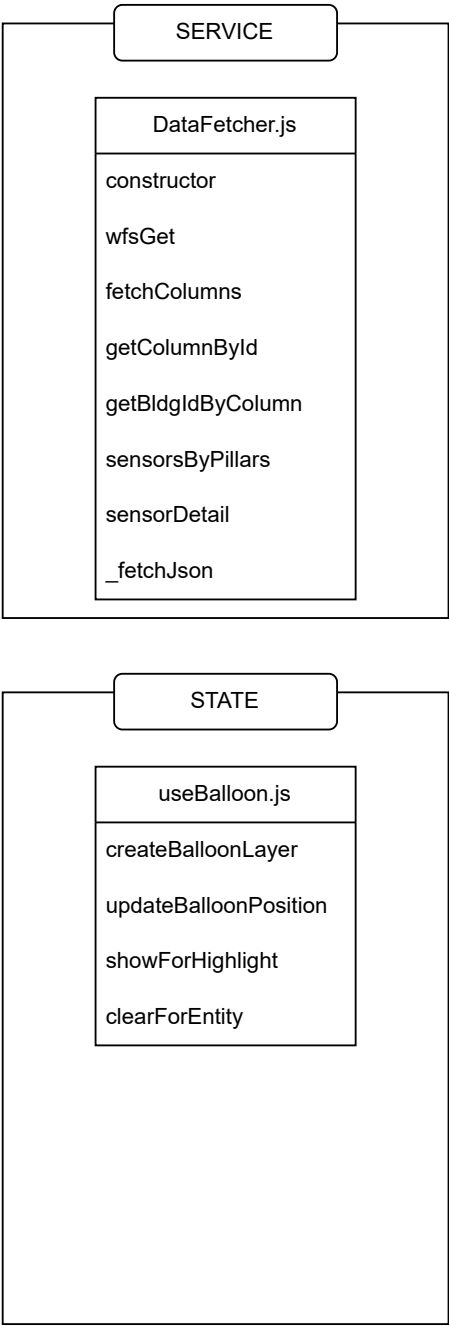 SERVICE
DataFetcher.js
constructor
wfsGet
fetchColumns
getColumnById
getBldgIdByColumn
sensorsByPillars
sensorDetail
_fetchJson
STATE
useBalloon.js
createBalloonLayer
updateBalloonPosition
showForHighlight
clearForEntity